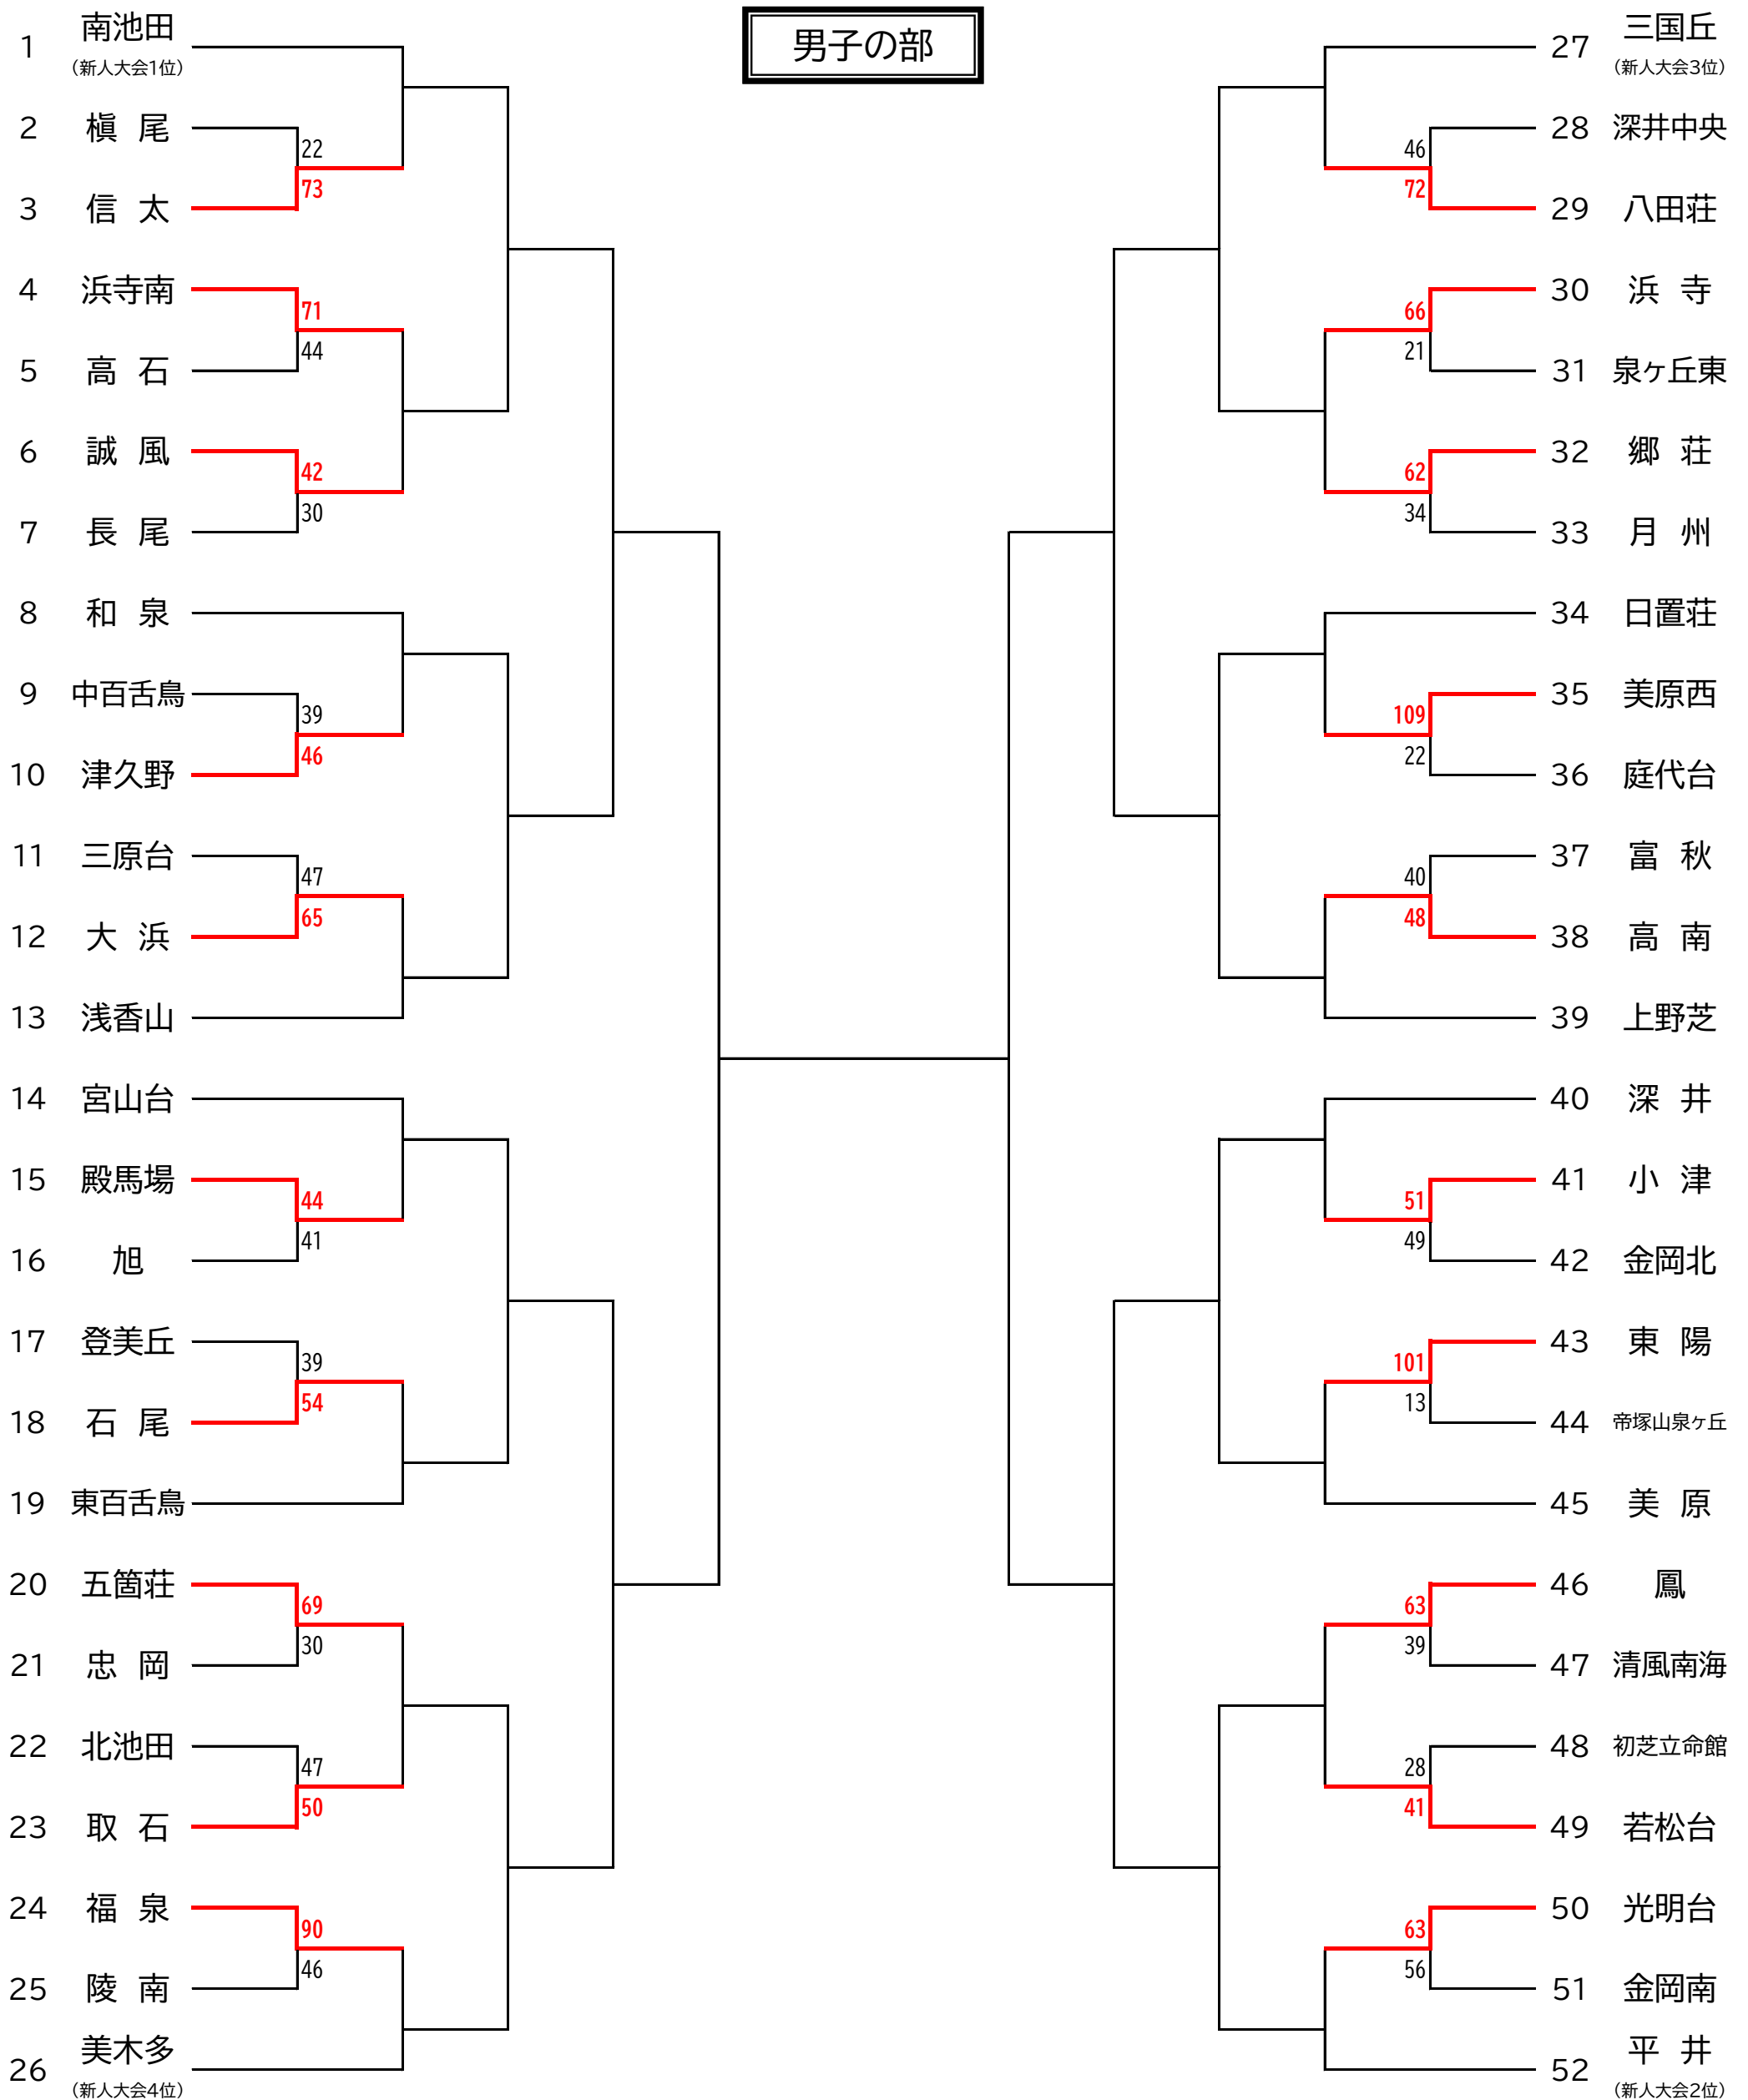 男子の部
1 南池田
（新人大会1位）
2 槇尾
22
73
3 信太
4 浜寺南
71
44
5 高石
6 誠風
42
30
7 長尾
8 和泉
9 中百舌鳥
39
46
10 津久野
11 三原台
47
65
12 大浜
13 浅香山
14 宮山台
15 殿馬場
44
41
16 旭
17 登美丘
39
54
18 石尾
19 東百舌鳥
20 五箇荘
69
30
21 忠岡
22 北池田
47
50
23 取石
24 福泉
90
46
25 陵南
26 美木多
（新人大会4位）
27 三国丘
（新人大会3位）
28 深井中央
46
72
29 八田荘
30 浜寺
66
21
31 泉ヶ丘東
32 郷荘
62
34
33 月州
34 日置荘
35 美原西
109
22
36 庭代台
37 富秋
40
48
38 高南
39 上野芝
40 深井
41 小津
51
49
42 金岡北
43 東陽
101
13
44 帝塚山泉ヶ丘
45 美原
46 鳳
63
39
47 清風南海
48 初芝立命館
28
41
49 若松台
50 光明台
63
56
51 金岡南
52 平井
（新人大会2位）